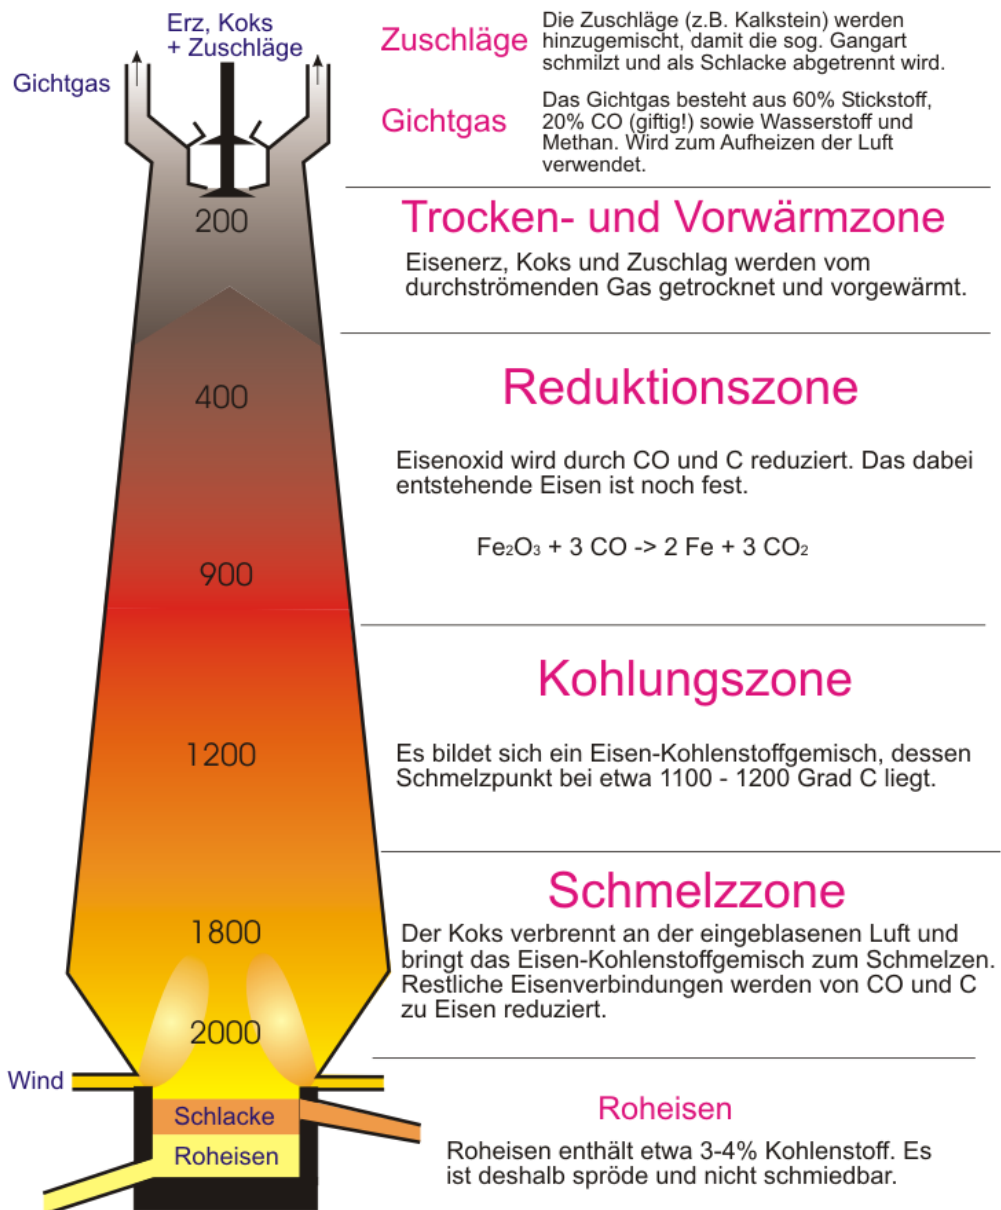 Erz, Koks
+ Zuschläge
Gichtgas
Zuschläge
Die Zuschläge (z.B. Kalkstein) werden
hinzugemischt, damit die sog. Gangart
schmilzt und als Schlacke abgetrennt wird.
Gichtgas
Das Gichtgas besteht aus 60% Stickstoff,
20% CO (giftig!) sowie Wasserstoff und
Methan. Wird zum Aufheizen der Luft
verwendet.
200
Trocken- und Vorwärmzone
Eisenerz, Koks und Zuschlag werden vom
durchströmenden Gas getrocknet und vorgewärmt.
400
Reduktionszone
Eisenoxid wird durch CO und C reduziert. Das dabei
entstehende Eisen ist noch fest.
Fe₂O₃ + 3 CO -> 2 Fe + 3 CO₂
900
Kohlungszone
1200
Es bildet sich ein Eisen-Kohlenstoffgemisch, dessen
Schmelzpunkt bei etwa 1100 - 1200 Grad C liegt.
Schmelzzone
1800
Der Koks verbrennt an der eingeblasenen Luft und
bringt das Eisen-Kohlenstoffgemisch zum Schmelzen.
Restliche Eisenverbindungen werden von CO und C
zu Eisen reduziert.
2000
Wind
Schlacke
Roheisen
Roheisen
Roheisen enthält etwa 3-4% Kohlenstoff. Es
ist deshalb spröde und nicht schmiedbar.